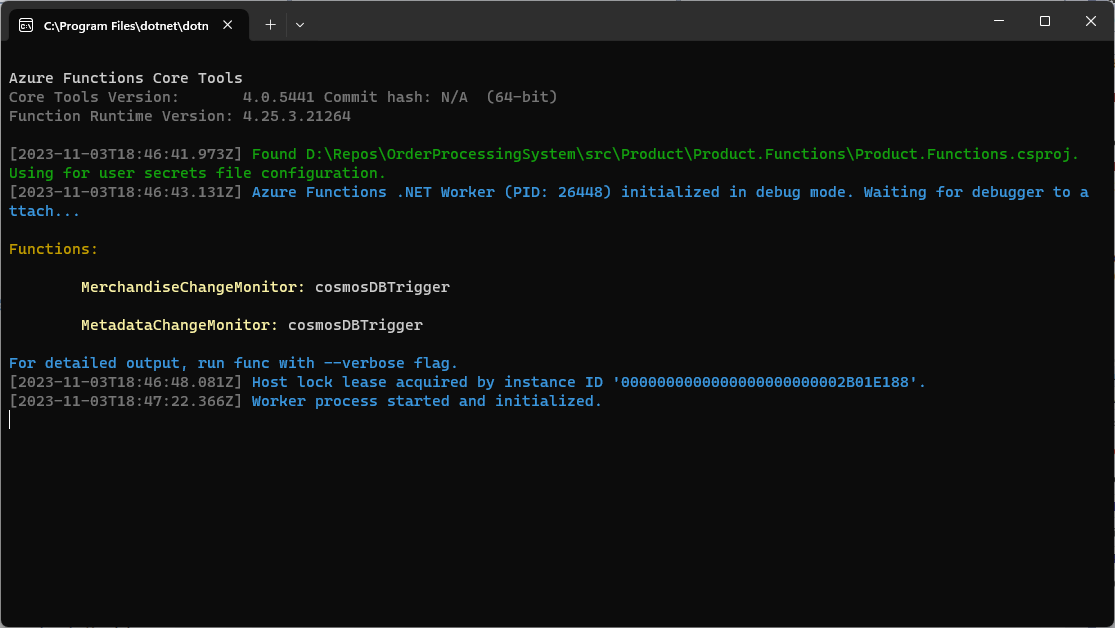 C:\Program Files\dotnet\dotn
Azure Functions Core Tools
Core Tools Version:       4.0.5441 Commit hash: N/A  (64-bit)
Function Runtime Version: 4.25.3.21264
[2023-11-03T18:46:41.973Z] Found D:\Repos\OrderProcessingSystem\src\Product\Product.Functions\Product.Functions.csproj.
Using for user secrets file configuration.
[2023-11-03T18:46:43.131Z] Azure Functions .NET Worker (PID: 26448) initialized in debug mode. Waiting for debugger to a
ttach...
Functions:
MerchandiseChangeMonitor: cosmosDBTrigger
MetadataChangeMonitor: cosmosDBTrigger
For detailed output, run func with --verbose flag.
[2023-11-03T18:46:48.081Z] Host lock lease acquired by instance ID '0000000000000000000000002B01E188'.
[2023-11-03T18:47:22.366Z] Worker process started and initialized.